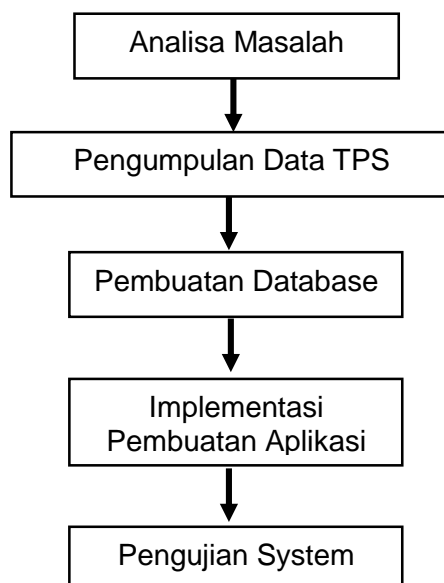 Analisa Masalah
Pengumpulan Data TPS
Pembuatan Database
Implementasi
Pembuatan Aplikasi
Pengujian System